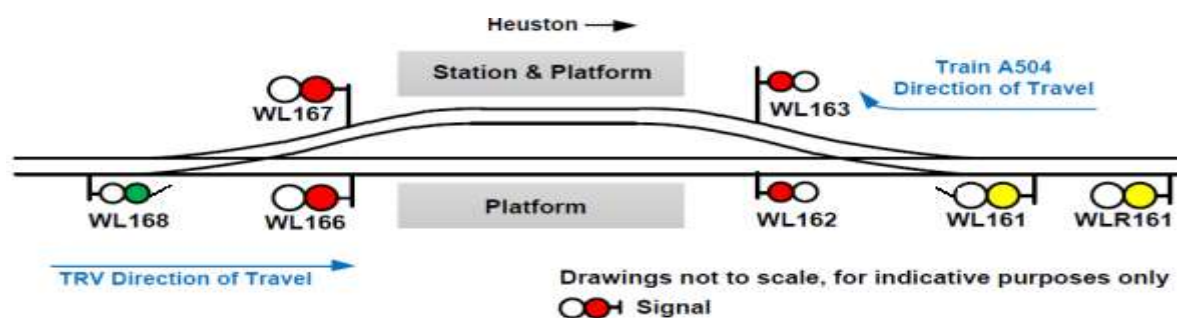 Heuston
Station & Platform
Train A504
Direction of Travel
WL167
WL163
WL168
WL166
Platform
WL162
WL161
WLR161
TRV Direction of Travel
Drawings not to scale, for indicative purposes only
Signal